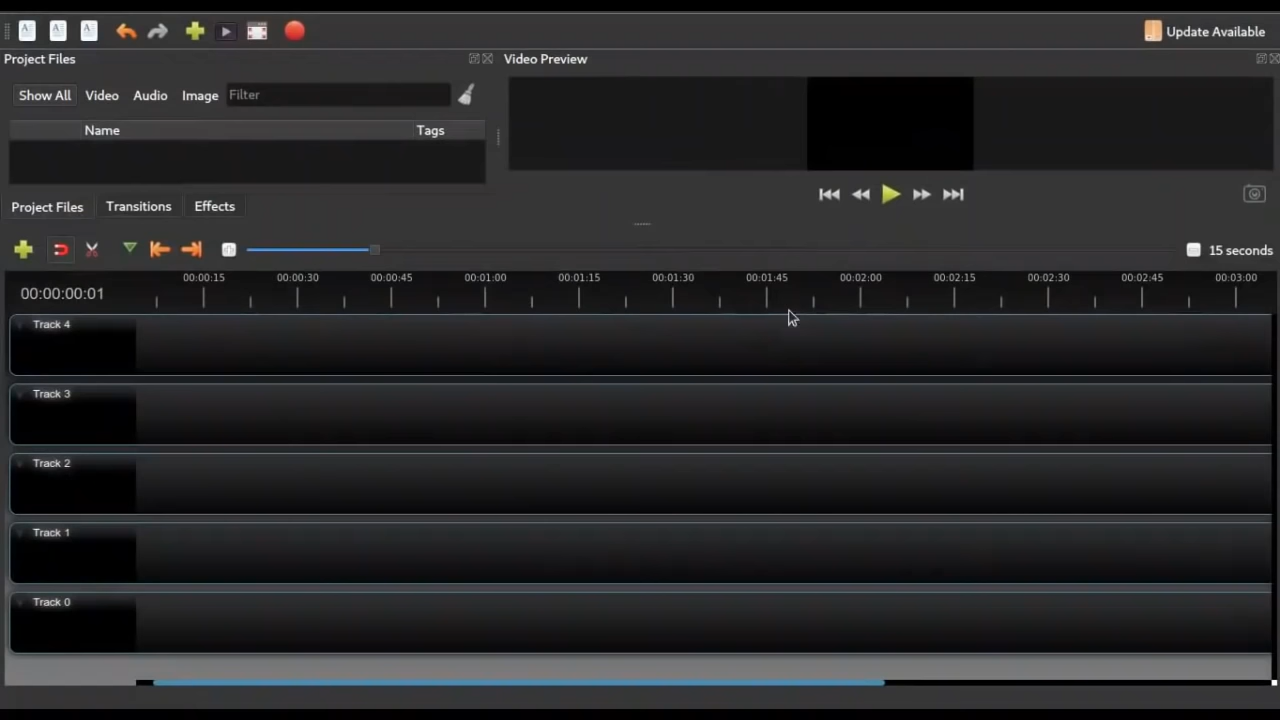 Update Available
Project Files
Video Preview
Show All Video Audio Image Filter
Name Tags
Project Files Transitions Effects
15 seconds
00:00:15 00:00:30 00:00:45 00:01:00 00:01:15 00:01:30 00:01:45 00:02:00 00:02:15 00:02:30 00:02:45 00:03:00
00:00:00:01
Track 4
Track 3
Track 2
Track 1
Track 0